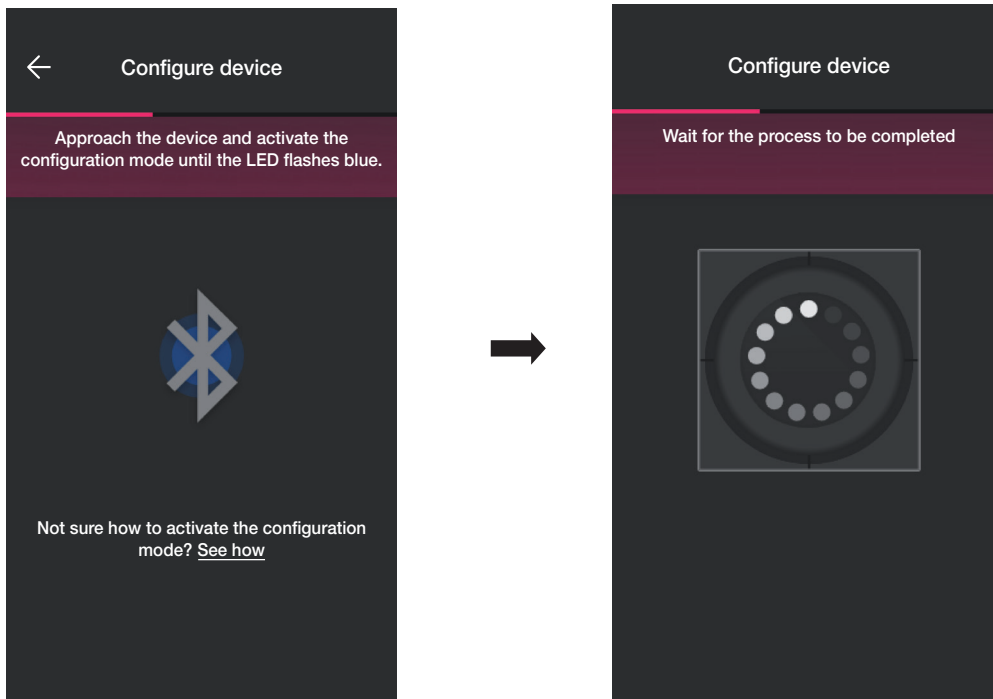 Configure device
Approach the device and activate the
configuration mode until the LED flashes blue.
Not sure how to activate the configuration
mode? See how
Configure device
Wait for the process to be completed